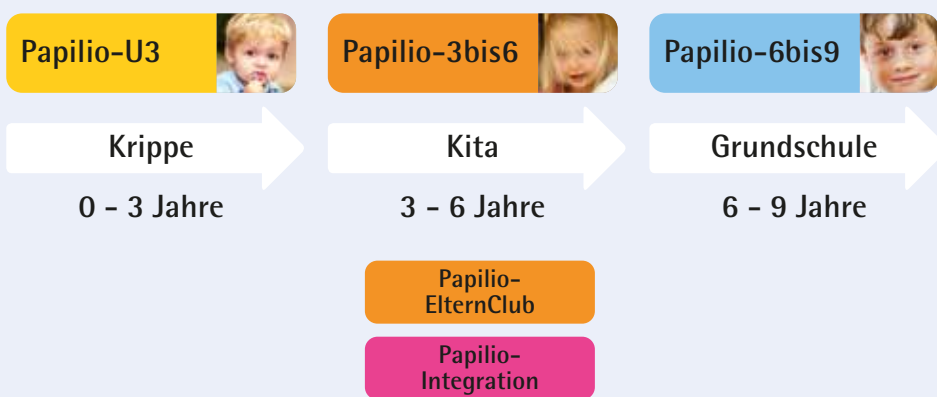 Papilio-U3
Papilio-3bis6
Papilio-6bis9
Krippe
Kita
Grundschule
0 - 3 Jahre
3 - 6 Jahre
6 - 9 Jahre
Papilio-
ElternClub
Papilio-
Integration